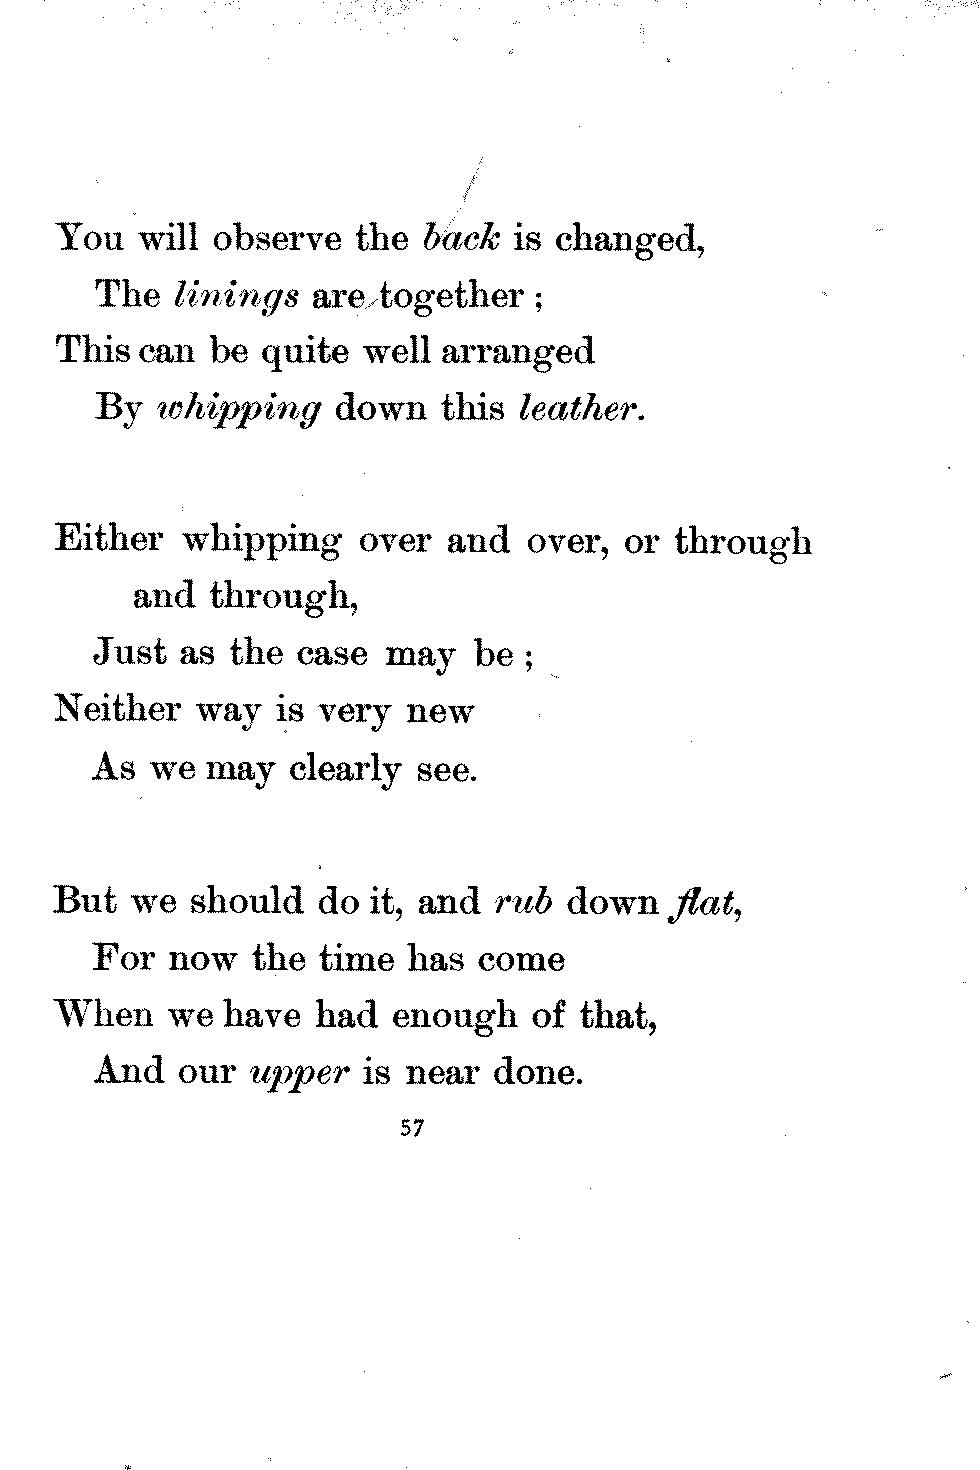 You will observe the back is changed,
The linings are together ;
This can be quite well arranged
By whipping down this leather.
Either whipping over and over, or through
and through,
Just as the case may be ;
Neither way is very new
As we may clearly see.
But we should do it, and rub down flat,
For now the time has come
When we have had enough of that,
And our upper is near done.
57